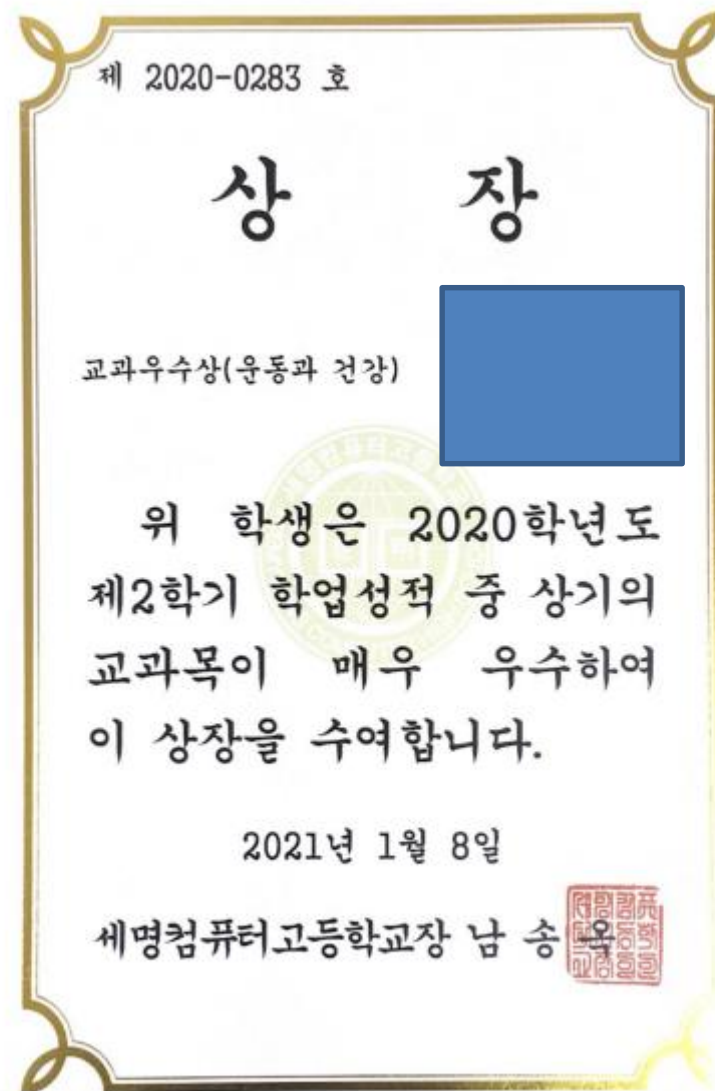 제 2020-0283 호
상 장
교과우수상(운동과 건강)
위 학생은 2020학년도
제2학기 학업성적 중 상기의
교과목이 매우 우수하여
이 상장을 수여합니다.
2021년 1월 8일
세명컴퓨터고등학교장 남 송 옥